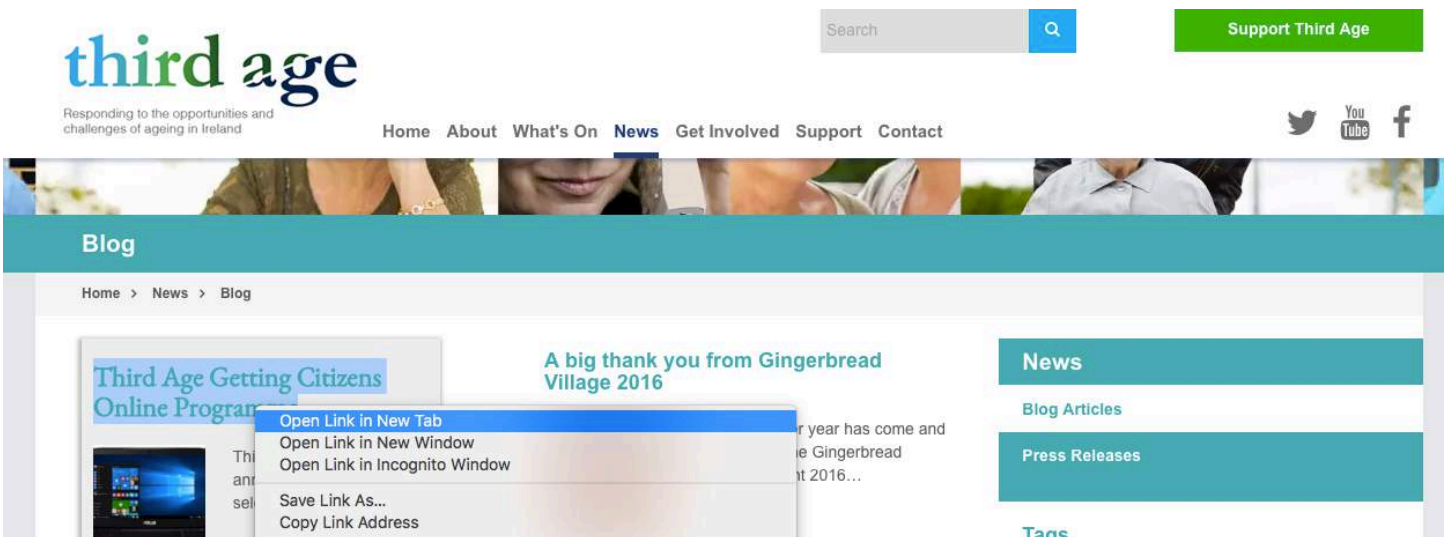 Search
Support Third Age
third age
Responding to the opportunities and
challenges of ageing in Ireland
You
Tube
Home About What's On News Get Involved Support Contact
Blog
Home > News > Blog
Third Age Getting Citizens
Online
A big thank you from Gingerbread
Village 2016
Open Link in New Tab
Open Link in New Window
Open Link in Incognito Window
Save Link As...
Copy Link Address
year has come and
Gingerbread
2016…
News
Blog Articles
Press Releases
Tags